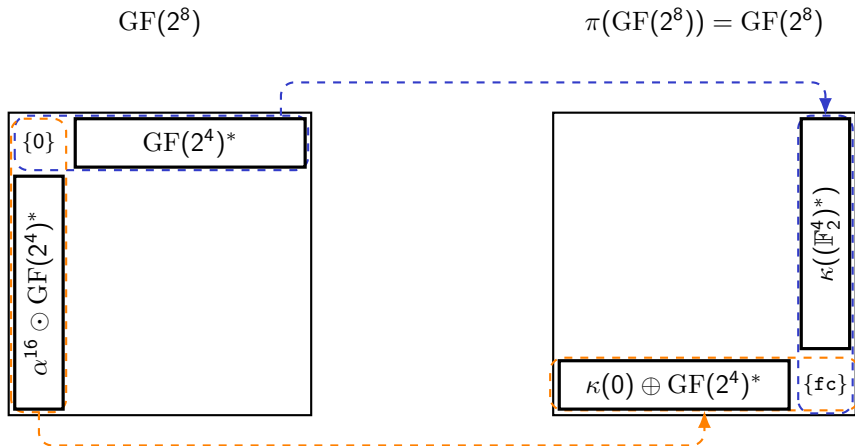 GF(2⁸)
π(GF(2⁸)) = GF(2⁸)
{0}
GF(2⁴)*
α¹⁶ ⊙ GF(2⁴)*
κ((𝔽₂⁴)*)
κ(0) ⊕ GF(2⁴)*
{fc}